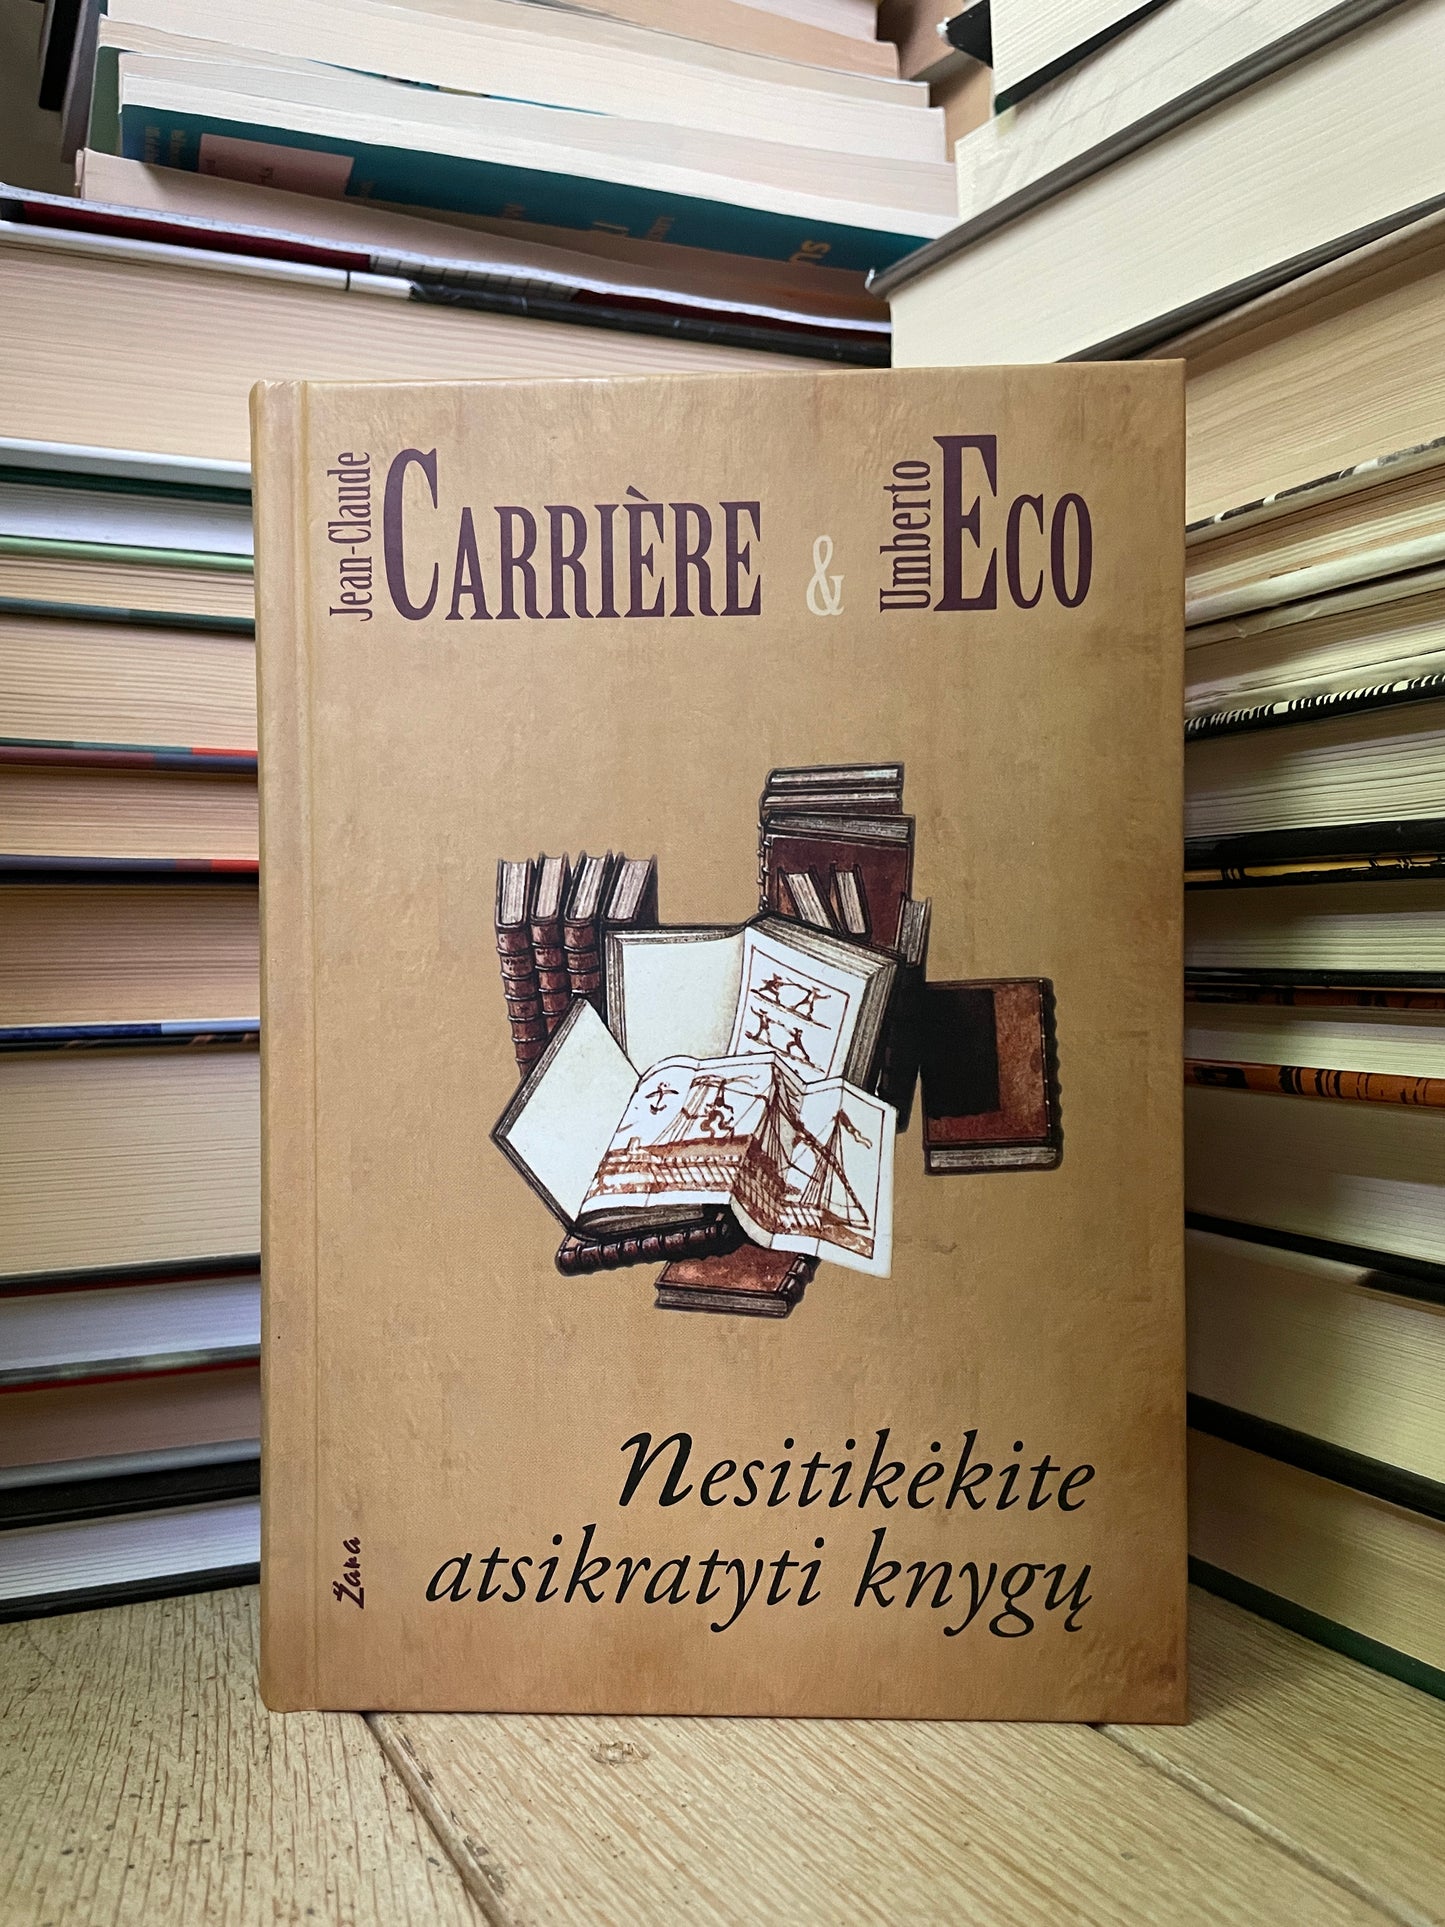 Jean-Claude CARRIÈRE & Umberto ECO
Nesitikėkite
atsikratyti knygų
Žara